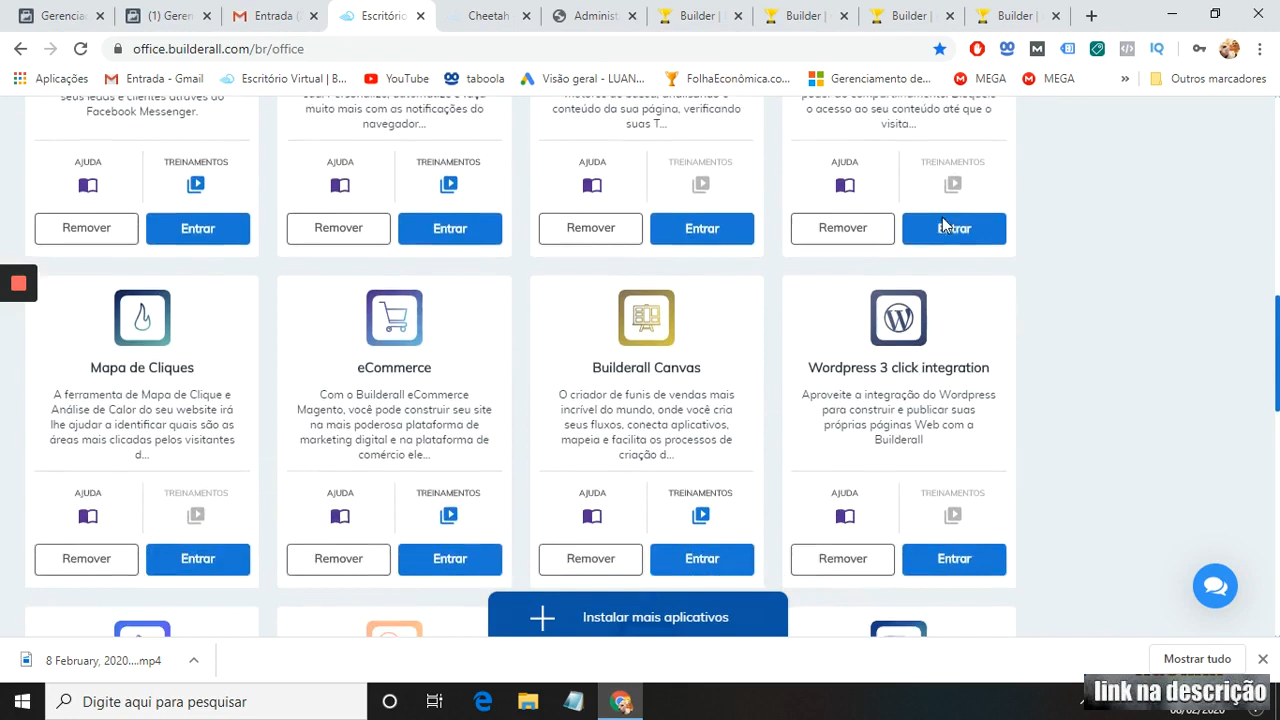 Gerenciac
Gerenc
Entrada (
Escritório
Cheetah
Administ
Builder |
Builder |
Builder |
Builder |
office.builderall.com/br/office
Aplicações
Entrada - Gmail
Escritório Virtual | B...
YouTube
taboola
Visão geral - LUAN...
FolhaEconômica.co...
Gerenciamento de...
MEGA
MEGA
»
Outros marcadores
seus leads e clientes através do
Facebook Messenger.
muito mais com as notificações do
navegador...
conteúdo da sua página, verificando
suas T...
o acesso ao seu conteúdo até que o
visita...
AJUDA
TREINAMENTOS
AJUDA
TREINAMENTOS
AJUDA
TREINAMENTOS
AJUDA
TREINAMENTOS
Remover
Entrar
Remover
Entrar
Remover
Entrar
Remover
Entrar
Mapa de Cliques
A ferramenta de Mapa de Clique e
Análise de Calor do seu website irá
lhe ajudar a identificar quais são as
áreas mais clicadas pelos visitantes
d...
eCommerce
Com o Builderall eCommerce
Magento, você pode construir seu site
na mais poderosa plataforma de
marketing digital e na plataforma de
comércio ele...
Builderall Canvas
O criador de funis de vendas mais
incrível do mundo, onde você cria
seus fluxos, conecta aplicativos,
mapeia e facilita os processos de
criação d...
Wordpress 3 click integration
Aproveite a integração do Wordpress
para construir e publicar suas
próprias páginas Web com a
Builderall
AJUDA
TREINAMENTOS
AJUDA
TREINAMENTOS
AJUDA
TREINAMENTOS
AJUDA
TREINAMENTOS
Remover
Entrar
Remover
Entrar
Remover
Entrar
Remover
Entrar
Instalar mais aplicativos
8 February, 2020....mp4
Mostrar tudo
Digite aqui para pesquisar
link na descrição